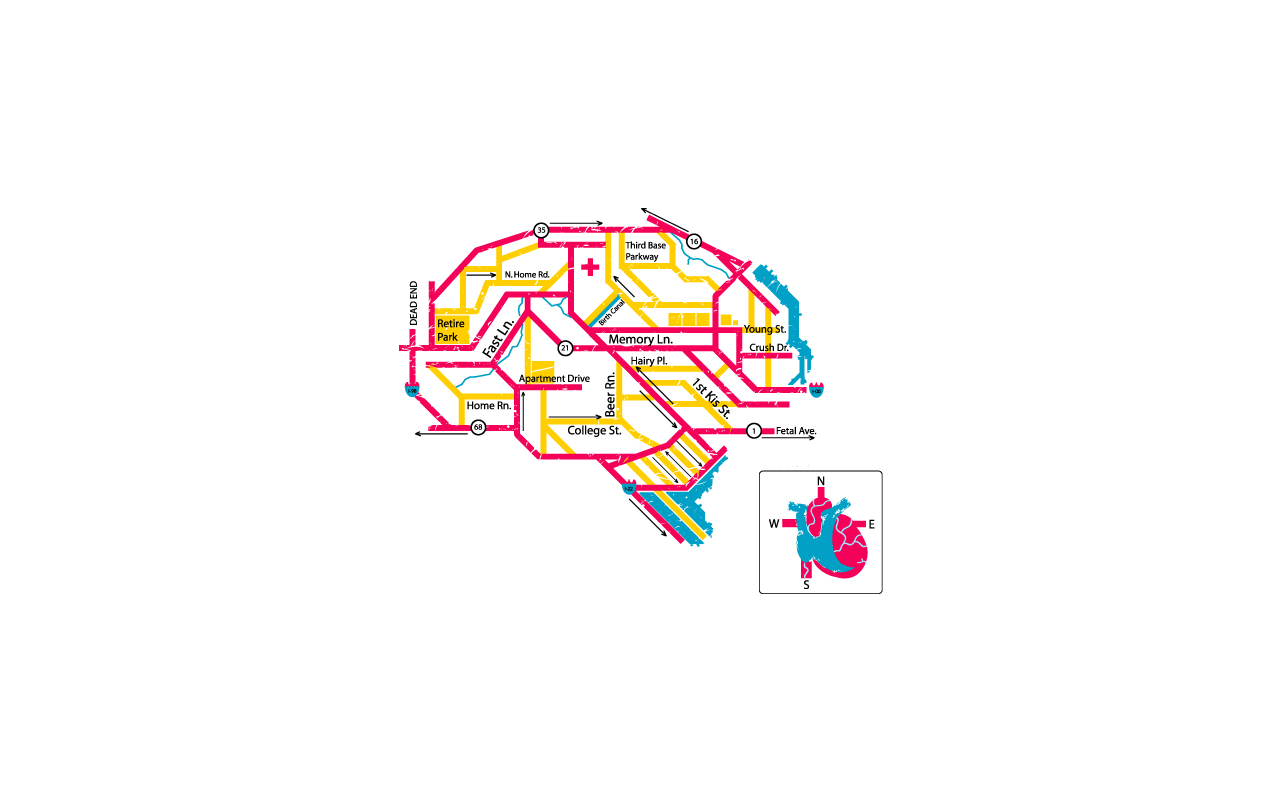 35
16
Third Base
Parkway
N. Home Rd.
DEAD END
Birth Canal
Retire
Park
Fast Ln.
Young St.
Memory Ln.
21
Crush Dr.
Hairy Pl.
Apartment Drive
1st Kis St.
Beer Rn.
I-98
Home Rn.
68
College St.
1
Fetal Ave.
N
W
E
S